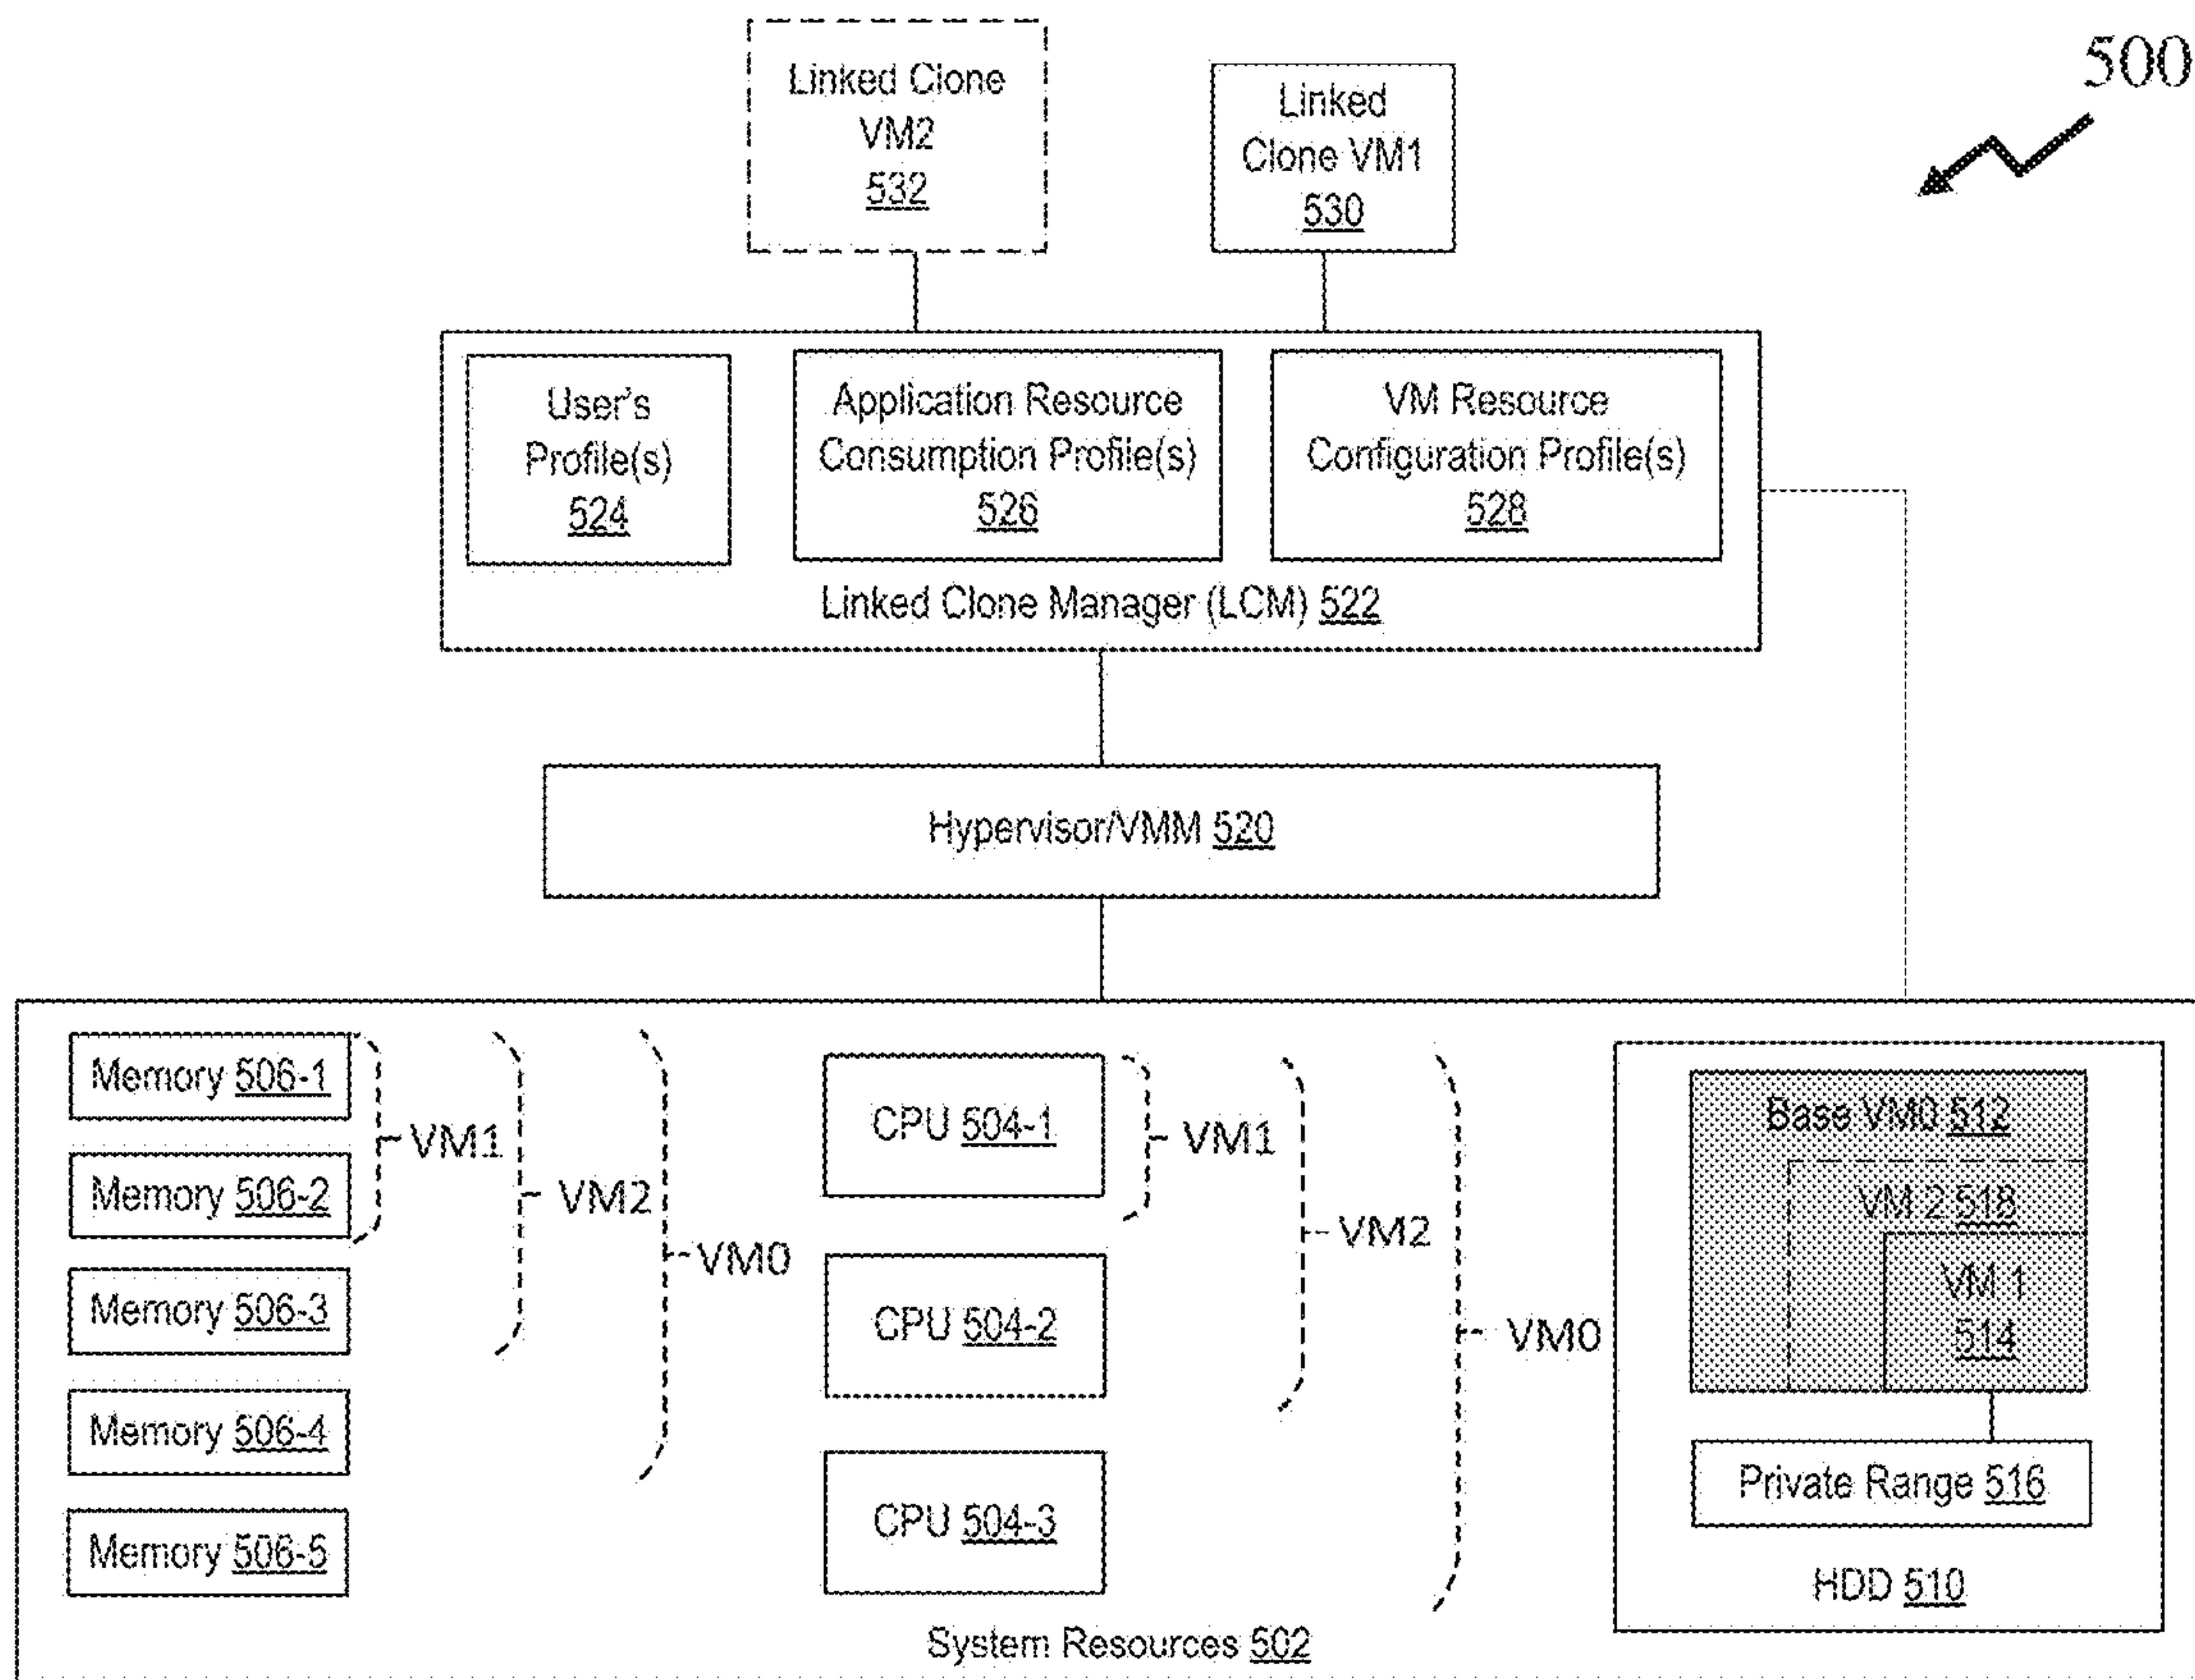 500
Linked Clone
VM2
532
Linked
Clone VM1
530
User's
Profile(s)
524
Application Resource
Consumption Profile(s)
526
VM Resource
Configuration Profile(s)
528
Linked Clone Manager (LCM) 522
Hypervisor/VMM 520
Memory 506-1
Memory 506-2
Memory 506-3
Memory 506-4
Memory 506-5
VM1
VM2
VM0
CPU 504-1
CPU 504-2
CPU 504-3
VM1
VM2
VM0
Base VM0 512
VM 2 518
VM 1
514
Private Range 516
HDD 510
System Resources 502